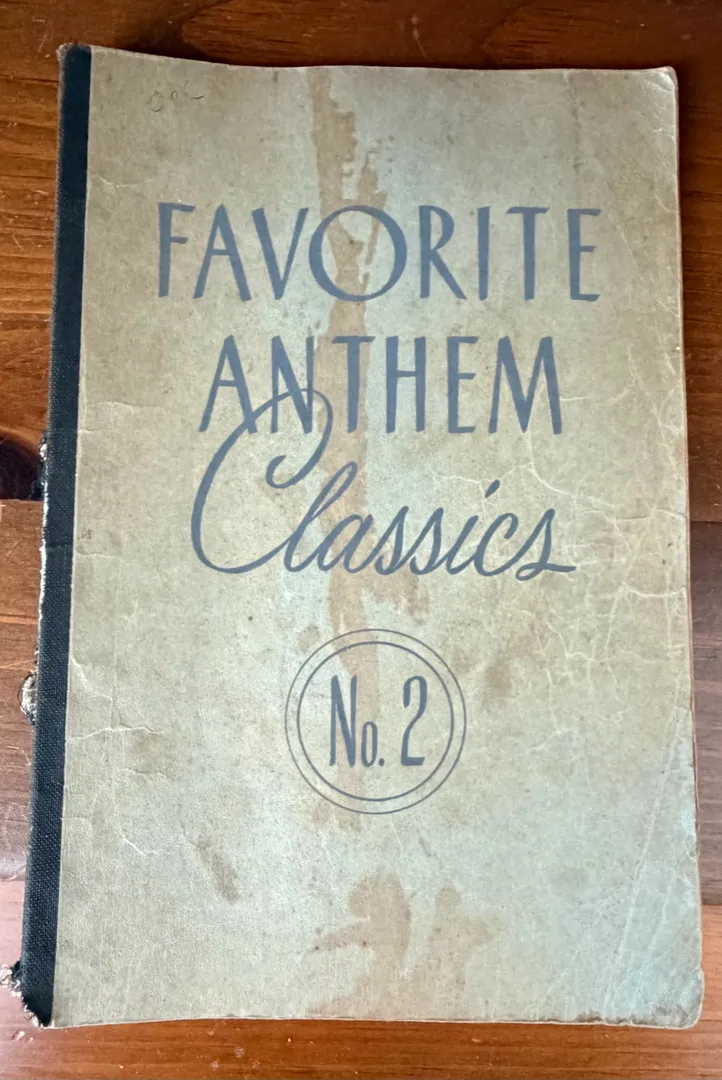 FAVORITE
ANTHEM
Classics
No. 2